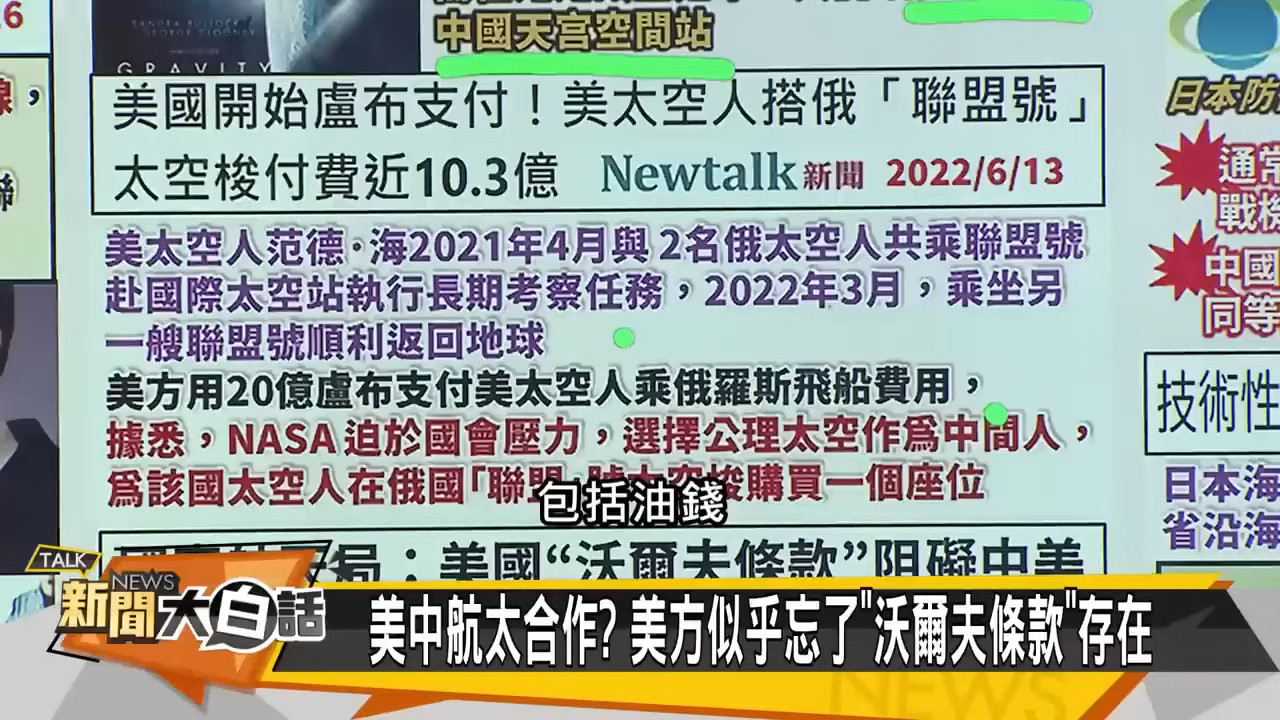 SANDRA BULLOCK
GEORGE CLOONEY
GRAVITY
中國天宮空間站
日本防
美國開始盧布支付！美太空人搭俄「聯盟號」
太空梭付費近10.3億 Newtalk新聞 2022/6/13
美太空人范德·海2021年4月與 2名俄太空人共乘聯盟號
赴國際太空站執行長期考察任務，2022年3月，乘坐另
一艘聯盟號順利返回地球
美方用20億盧布支付美太空人乘俄羅斯飛船費用，
據悉，NASA迫於國會壓力，選擇公理太空作為中間人，
為該國太空人在俄國「聯盟」號太空梭購買一個座位
包括油錢
局：美國“沃爾夫條款”阻礙中美
通常
戰機
中國
同等
技術性
日本海
省沿海
TALK
NEWS
新聞大白話
美中航太合作? 美方似乎忘了"沃爾夫條款"存在
NEWS